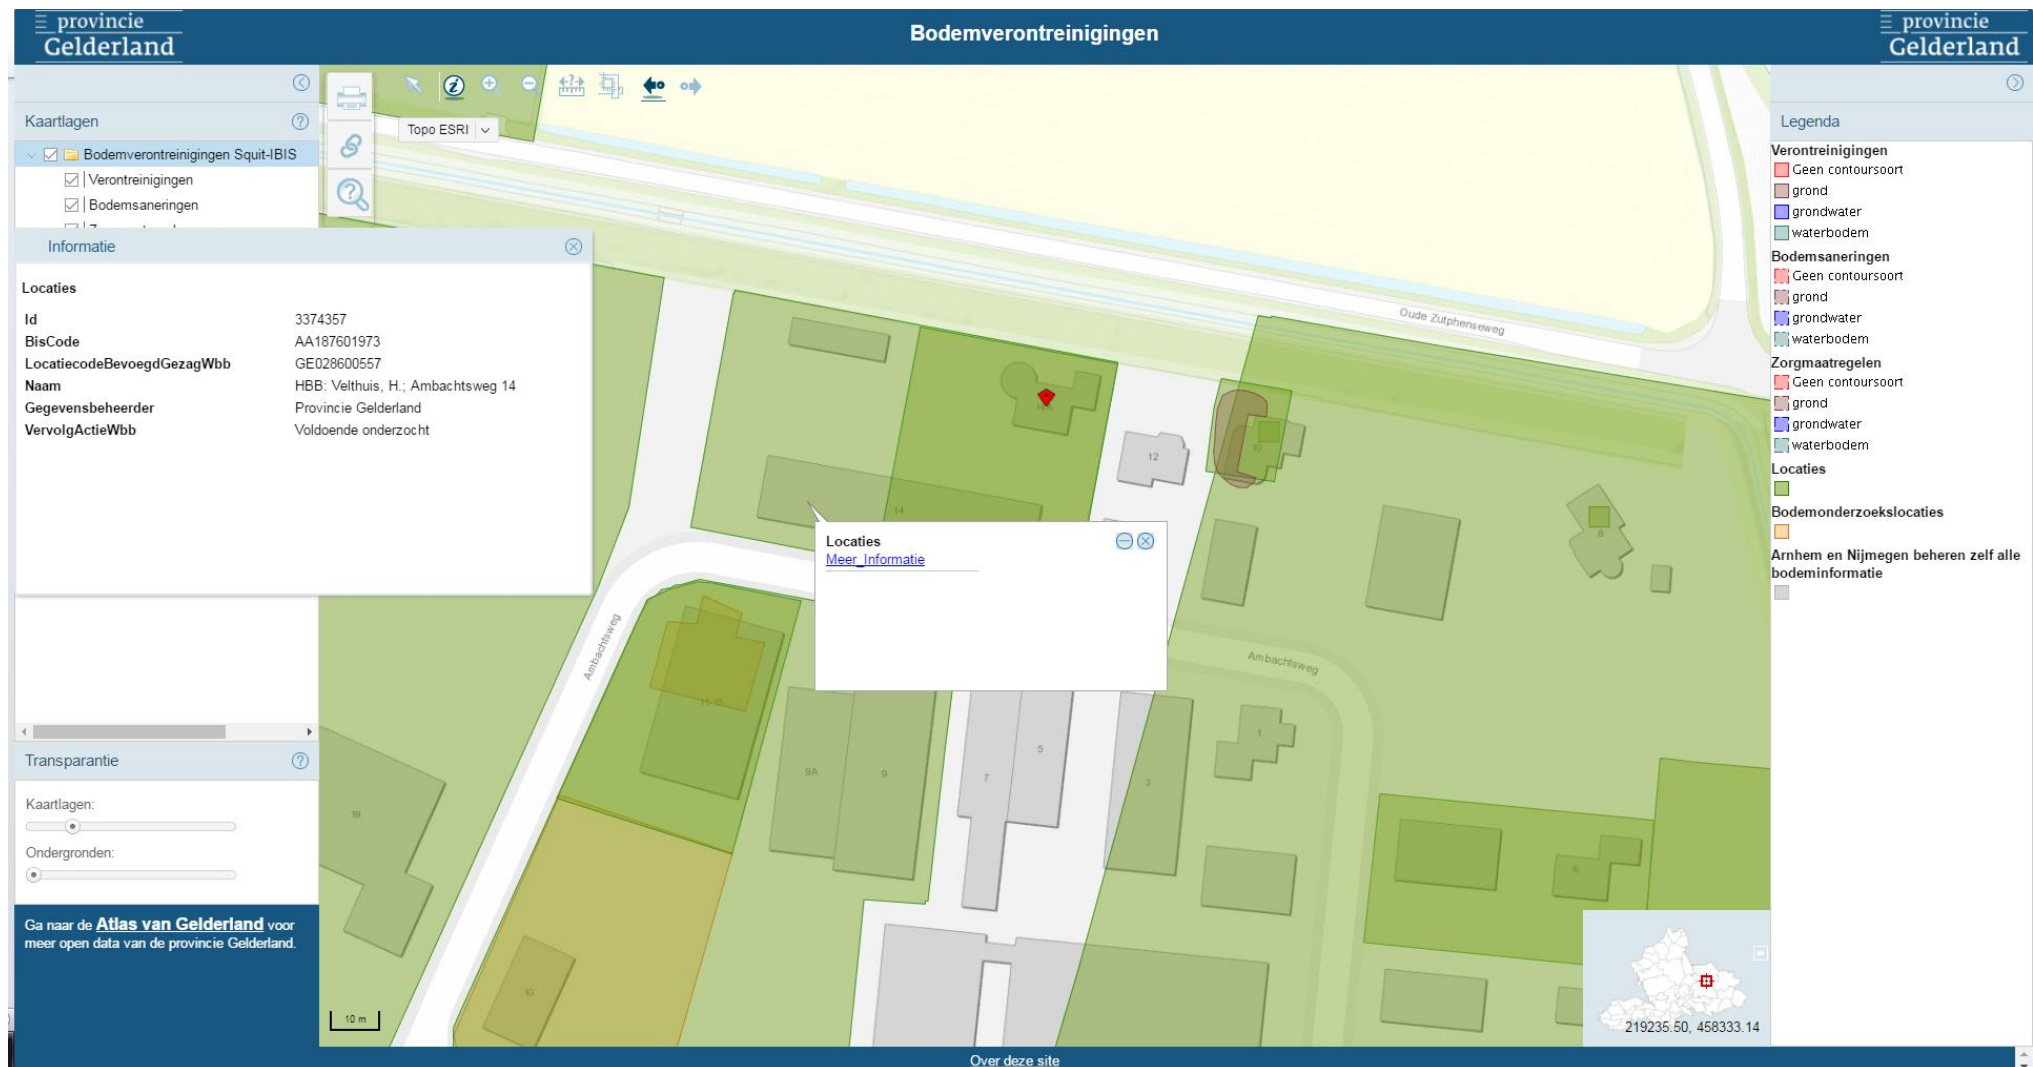 provincie
Gelderland
Bodemverontreinigingen
provincie
Gelderland
Kaartlagen
Bodemverontreinigingen Squit-IBIS
Verontreinigingen
Bodemsaneringen
Informatie
Locaties
Id 3374357
BisCode AA187601973
LocatiecodeBevoegdGezagWbb GE028600557
Naam HBB: Velthuis, H.; Ambachtsweg 14
Gegevensbeheerder Provincie Gelderland
VervolgActieWbb Voldoende onderzocht
Transparantie
Kaartlagen:
Ondergronden:
Ga naar de Atlas van Gelderland voor
meer open data van de provincie Gelderland.
Topo ESRI
Oude Zutphenseweg
12
10
8
14
Locaties
Meer_Informatie
Ambachtsweg
Ambachtsweg
11-15
9A
9
7
5
3
1
6
18
10
10 m
219235.50, 458333.14
Legenda
Verontreinigingen
Geen contoursoort
grond
grondwater
waterbodem
Bodemsaneringen
Geen contoursoort
grond
grondwater
waterbodem
Zorgmaatregelen
Geen contoursoort
grond
grondwater
waterbodem
Locaties
Bodemonderzoekslocaties
Arnhem en Nijmegen beheren zelf alle
bodeminformatie
Over deze site